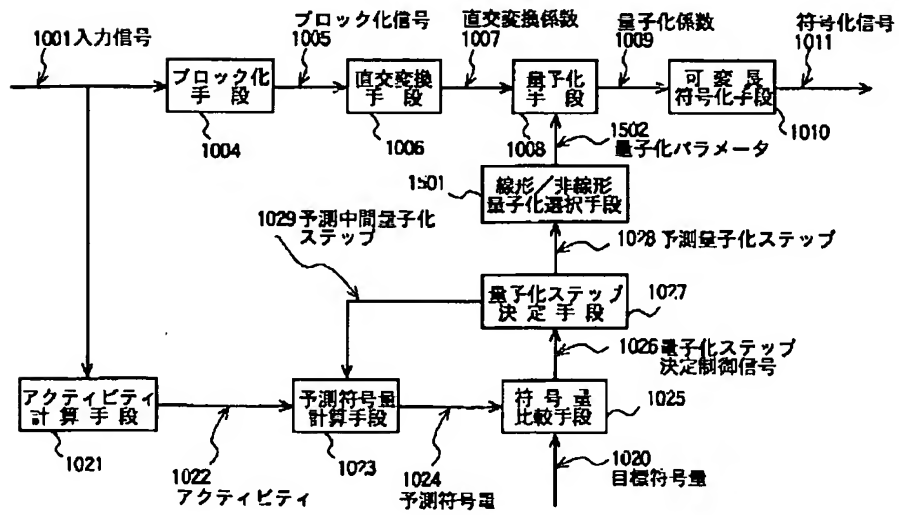 1001入力信号
ブロック化信号
1005
直交変換係数
1007
量子化係数
1009
符号化信号
1011
ブロック化
手段
1004
直交変換
手段
1006
量子化
手段
1008
可変長
符号化手段
1010
1502
量子化パラメータ
1501
線形/非線形
量子化選択手段
1029予測中間量子化
ステップ
1028予測量子化ステップ
量子化ステップ
決定手段
1027
1026量子化ステップ
決定制御信号
アクティビティ
計算手段
1021
予測符号量
計算手段
1023
符号量
比較手段
1025
1022
アクティビティ
1024
予測符号量
1020
目標符号量